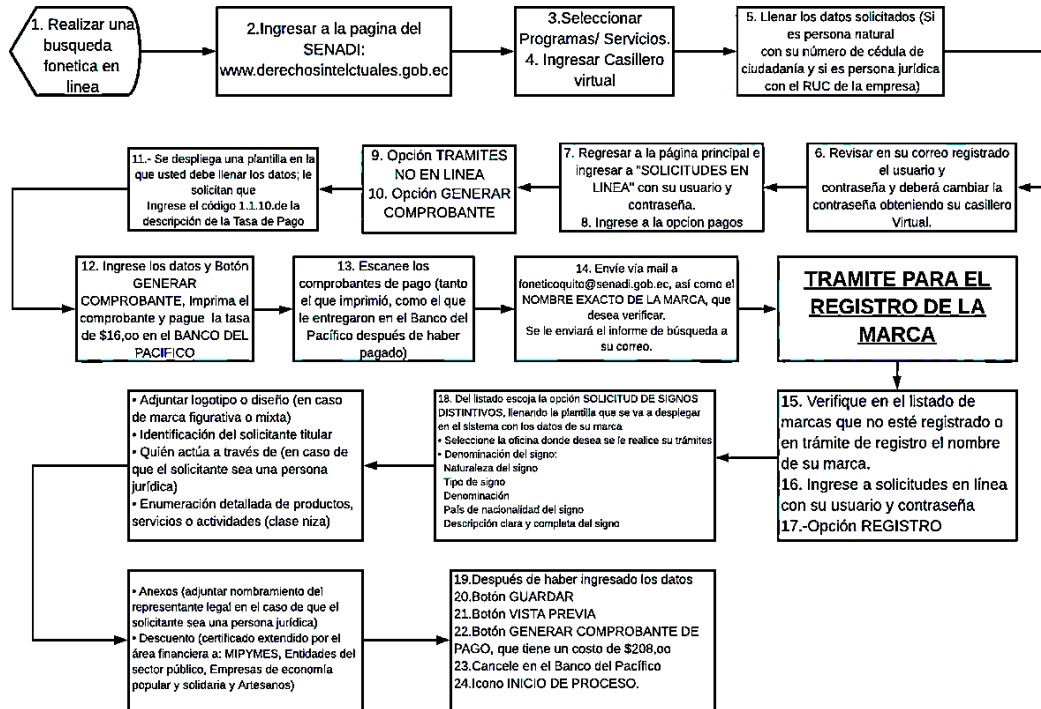 1. Realizar una
busqueda
fonetica en
linea
2.Ingresar a la pagina del
SENADI:
www.derechosintelctuales.gob.ec
3.Seleccionar
Programas/ Servicios.
4. Ingresar Casillero
virtual
5. Llenar los datos solicitados (Si
es persona natural
con su número de cédula de
ciudadanía y si es persona jurídica
con el RUC de la empresa)
6. Revisar en su correo registrado
el usuario y
contraseña y deberá cambiar la
contraseña obteniendo su casillero
Virtual.
7. Regresar a la página principal e
ingresar a "SOLICITUDES EN
LINEA" con su usuario y
contraseña.
8. Ingrese a la opcion pagos
9. Opción TRAMITES
NO EN LINEA
10. Opción GENERAR
COMPROBANTE
11.- Se despliega una plantilla en la
que usted debe llenar los datos; le
solicitan que
Ingrese el código 1.1.10.de la
descripción de la Tasa de Pago
12. Ingrese los datos y Botón
GENERAR
COMPROBANTE, Imprima el
comprobante y pague la tasa
de $16,oo en el BANCO DEL
PACIFICO
13. Escanee los
comprobantes de pago (tanto
el que imprimió, como el que
le entregaron en el Banco del
Pacífico después de haber
pagado)
14. Envíe vía mail a
foneticoquito@senadi.gob.ec, así como el
NOMBRE EXACTO DE LA MARCA, que
desea verificar.
Se le enviará el informe de búsqueda a
su correo.
TRAMITE PARA EL
REGISTRO DE LA
MARCA
15. Verifique en el listado de
marcas que no esté registrado o
en trámite de registro el nombre
de su marca.
16. Ingrese a solicitudes en línea
con su usuario y contraseña
17.-Opción REGISTRO
18. Del listado escoja la opción SOLICITUD DE SIGNOS
DISTINTIVOS, llenando la plantilla que se va a desplegar
en el sistema con los datos de su marca
• Seleccione la oficina donde desea se le realice su trámites
• Denominación del signo:
Naturaleza del signo
Tipo de signo
Denominación
País de nacionalidad del signo
Descripción clara y completa del signo
• Adjuntar logotipo o diseño (en caso
de marca figurativa o mixta)
• Identificación del solicitante titular
• Quién actúa a través de (en caso de
que el solicitante sea una persona
jurídica)
• Enumeración detallada de productos,
servicios o actividades (clase niza)
• Anexos (adjuntar nombramiento del
representante legal en el caso de que el
solicitante sea una persona jurídica)
• Descuento (certificado extendido por el
área financiera a: MIPYMES, Entidades del
sector público, Empresas de economía
popular y solidaria y Artesanos)
19.Después de haber ingresado los datos
20.Botón GUARDAR
21.Botón VISTA PREVIA
22.Botón GENERAR COMPROBANTE DE
PAGO, que tiene un costo de $208,oo
23.Cancele en el Banco del Pacífico
24.Icono INICIO DE PROCESO.